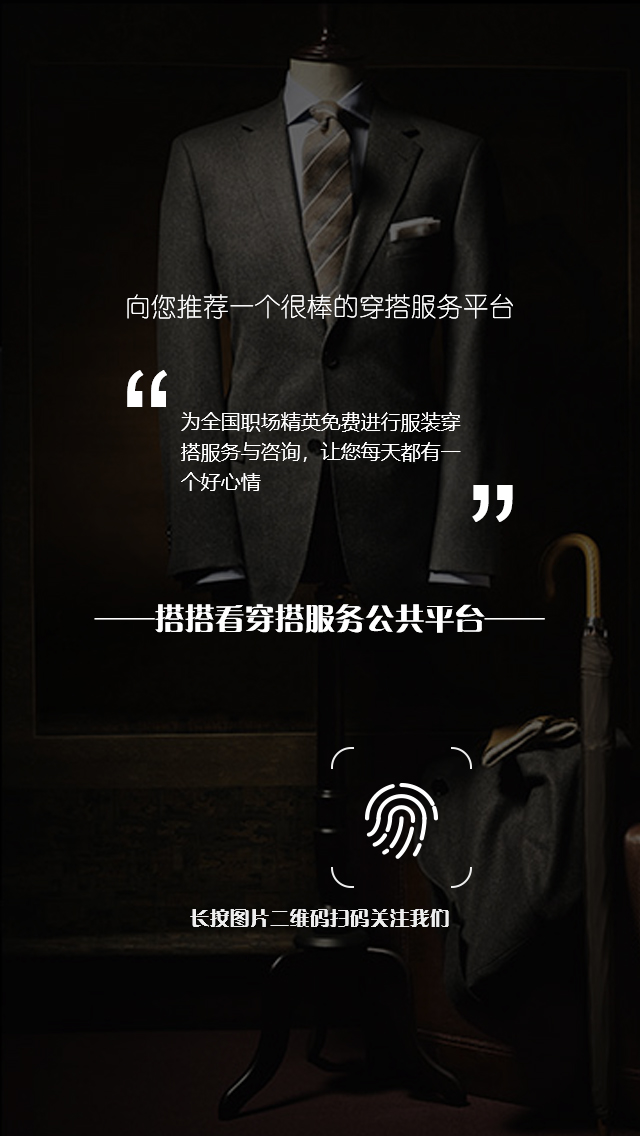 向您推荐一个很棒的穿搭服务平台
“
为全国职场精英免费进行服装穿
搭服务与咨询，让您每天都有一
个好心情
”
——搭搭看穿搭服务公共平台——
长按图片二维码扫码关注我们